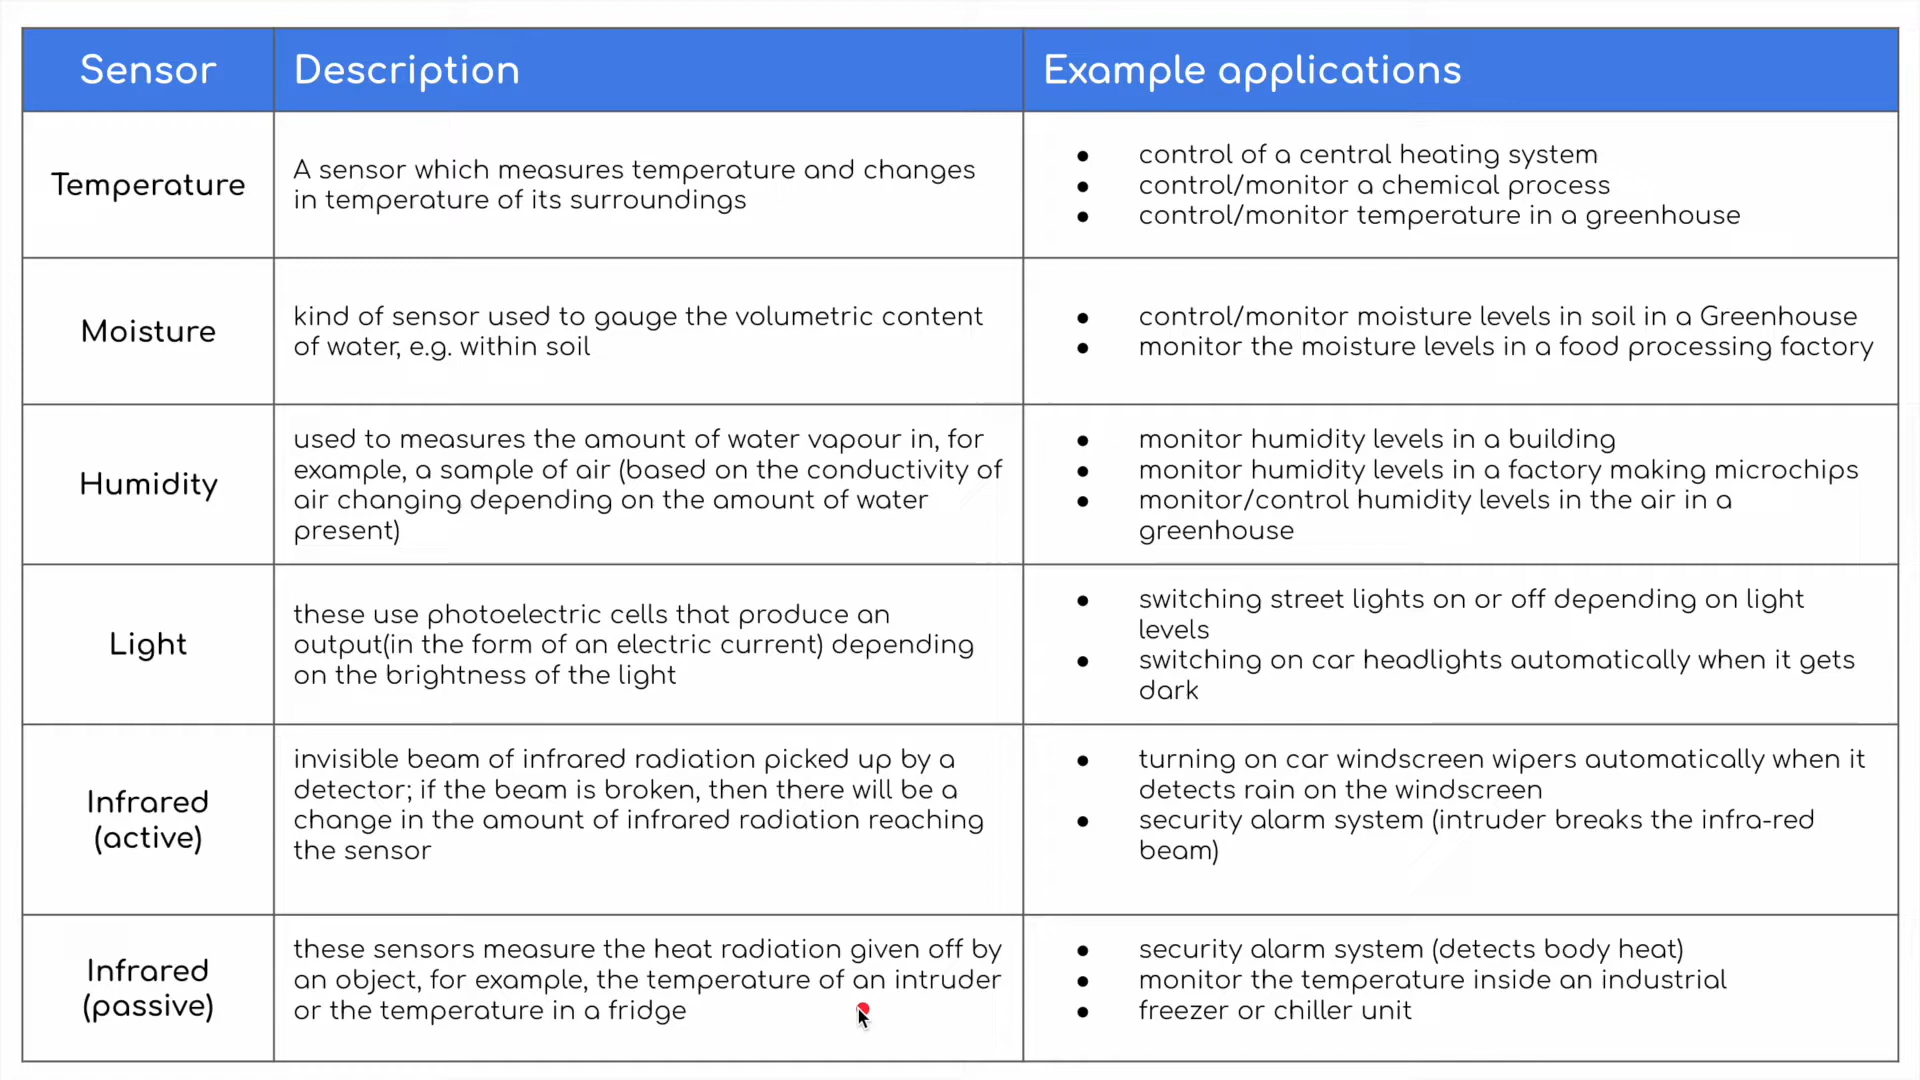 Sensor
Description
Example applications
Temperature
A sensor which measures temperature and changes
in temperature of its surroundings
● control of a central heating system
● control/monitor a chemical process
● control/monitor temperature in a greenhouse
Moisture
kind of sensor used to gauge the volumetric content
of water, e.g. within soil
● control/monitor moisture levels in soil in a Greenhouse
● monitor the moisture levels in a food processing factory
Humidity
used to measures the amount of water vapour in, for
example, a sample of air (based on the conductivity of
air changing depending on the amount of water
present)
● monitor humidity levels in a building
● monitor humidity levels in a factory making microchips
● monitor/control humidity levels in the air in a
greenhouse
Light
these use photoelectric cells that produce an
output(in the form of an electric current) depending
on the brightness of the light
● switching street lights on or off depending on light
levels
● switching on car headlights automatically when it gets
dark
Infrared
(active)
invisible beam of infrared radiation picked up by a
detector; if the beam is broken, then there will be a
change in the amount of infrared radiation reaching
the sensor
● turning on car windscreen wipers automatically when it
detects rain on the windscreen
● security alarm system (intruder breaks the infra-red
beam)
Infrared
(passive)
these sensors measure the heat radiation given off by
an object, for example, the temperature of an intruder
or the temperature in a fridge
● security alarm system (detects body heat)
● monitor the temperature inside an industrial
● freezer or chiller unit